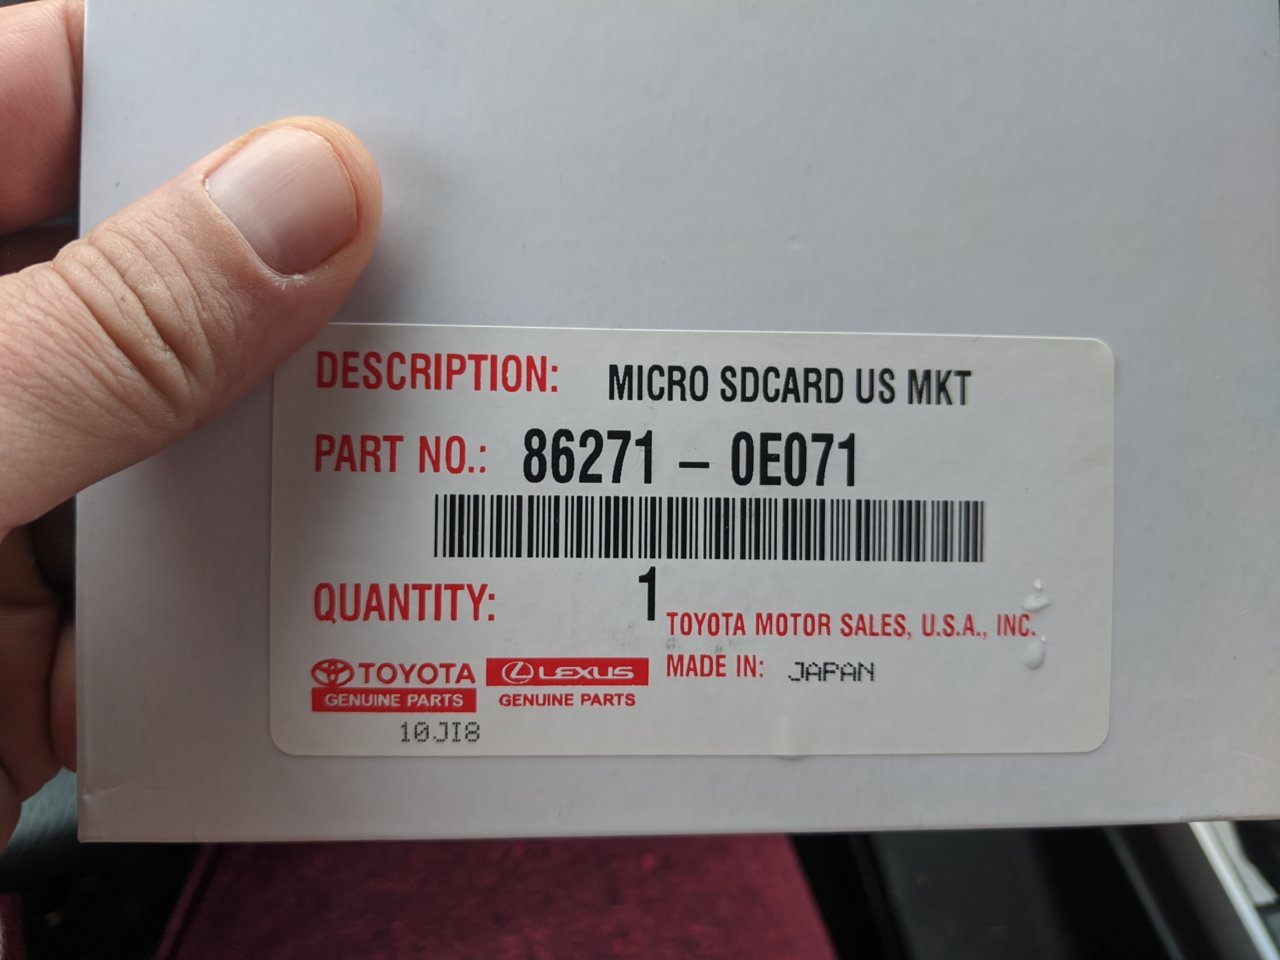 DESCRIPTION: MICRO SDCARD US MKT
PART NO.: 86271 – 0E071
QUANTITY: 1
TOYOTA MOTOR SALES, U.S.A., INC.
TOYOTA LEXUS MADE IN: JAPAN
GENUINE PARTS GENUINE PARTS
10JI8